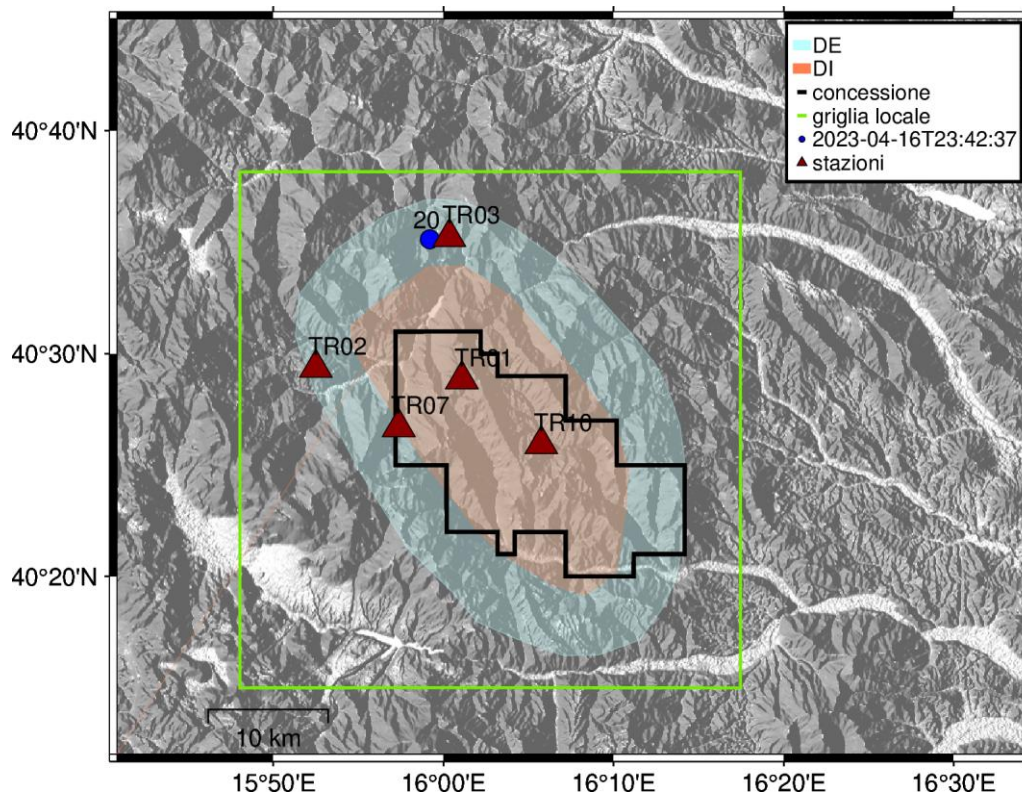 DE
DI
concessione
griglia locale
2023-04-16T23:42:37
stazioni
40°40'N
20 TR03
40°30'N
TR02
TR01
TR07
TR10
40°20'N
10 km
15°50'E 16°00'E 16°10'E 16°20'E 16°30'E